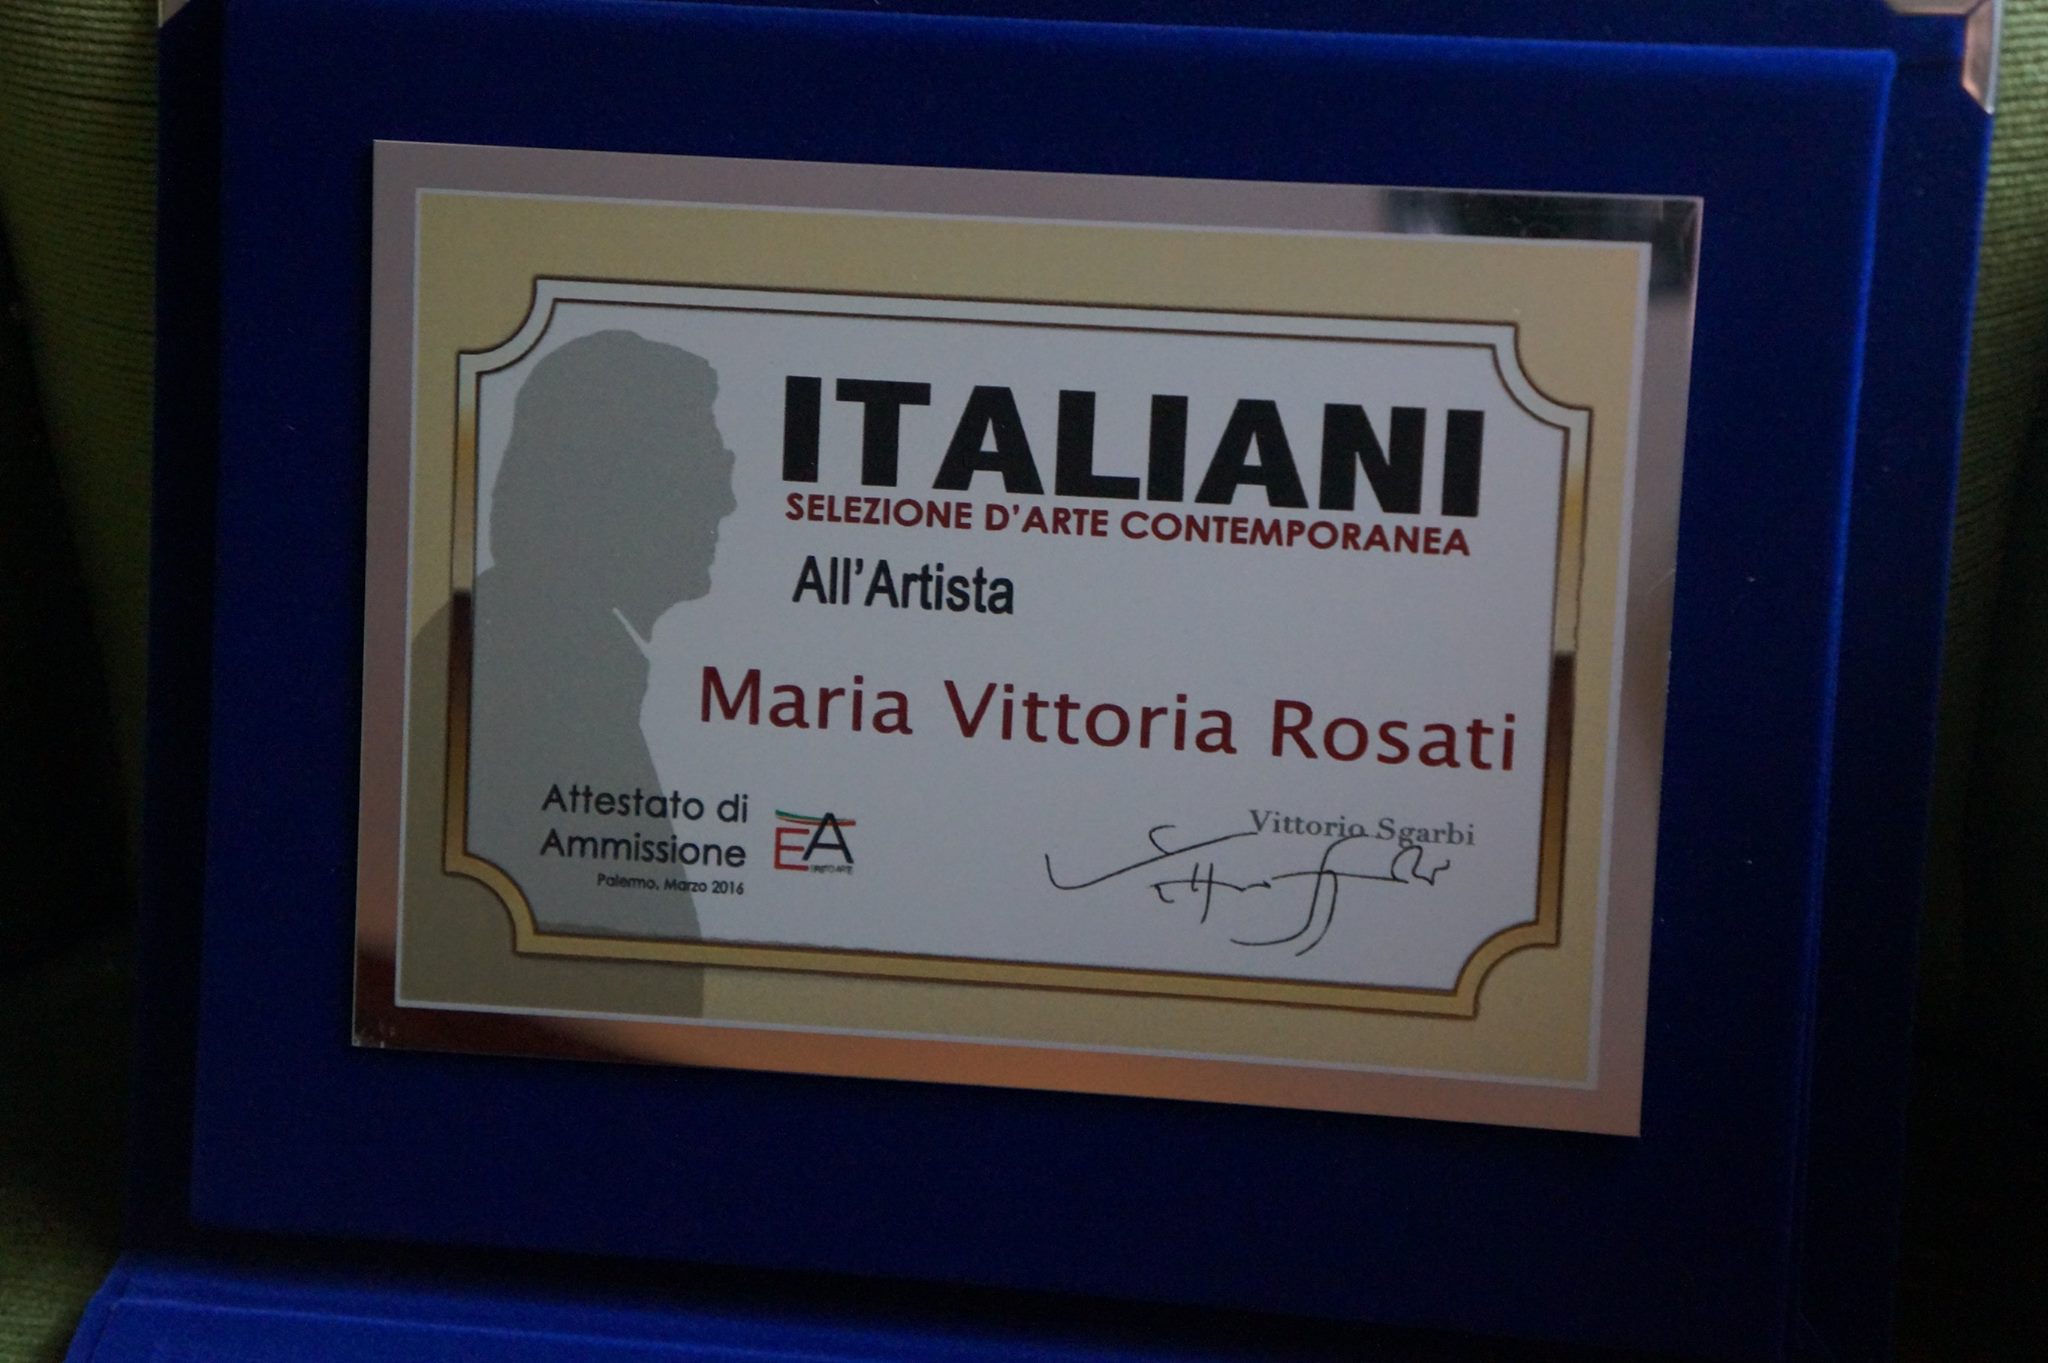 ITALIANI
SELEZIONE D'ARTE CONTEMPORANEA
All'Artista
Maria Vittoria Rosati
Attestato di
Ammissione
Palermo, Marzo 2016
EA
Vittorio Sgarbi